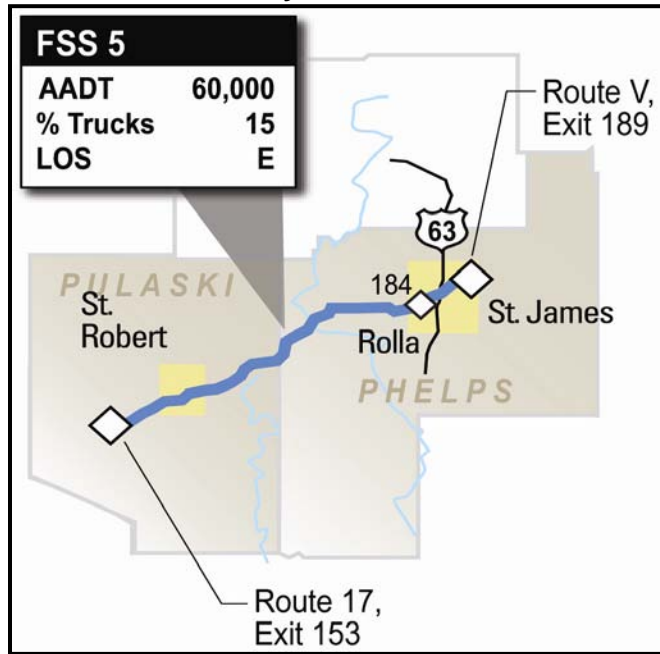 FSS 5
AADT 60,000
% Trucks 15
LOS E
Route V,
Exit 189
63
PULASKI
184
St.
Robert
Rolla
St. James
PHELPS
Route 17,
Exit 153